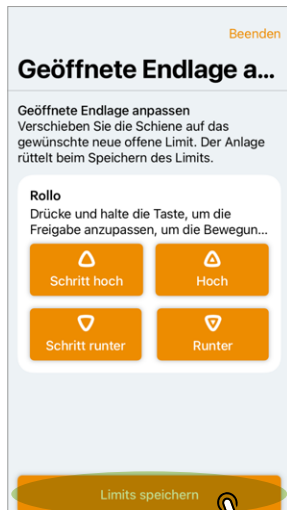 Beenden
Geöffnete Endlage a...
Geöffnete Endlage anpassen
Verschieben Sie die Schiene auf das
gewünschte neue offene Limit. Der Anlage
rüttelt beim Speichern des Limits.
Rollo
Drücke und halte die Taste, um die
Freigabe anzupassen, um die Bewegun...
Schritt hoch
Hoch
Schritt runter
Runter
Limits speichern